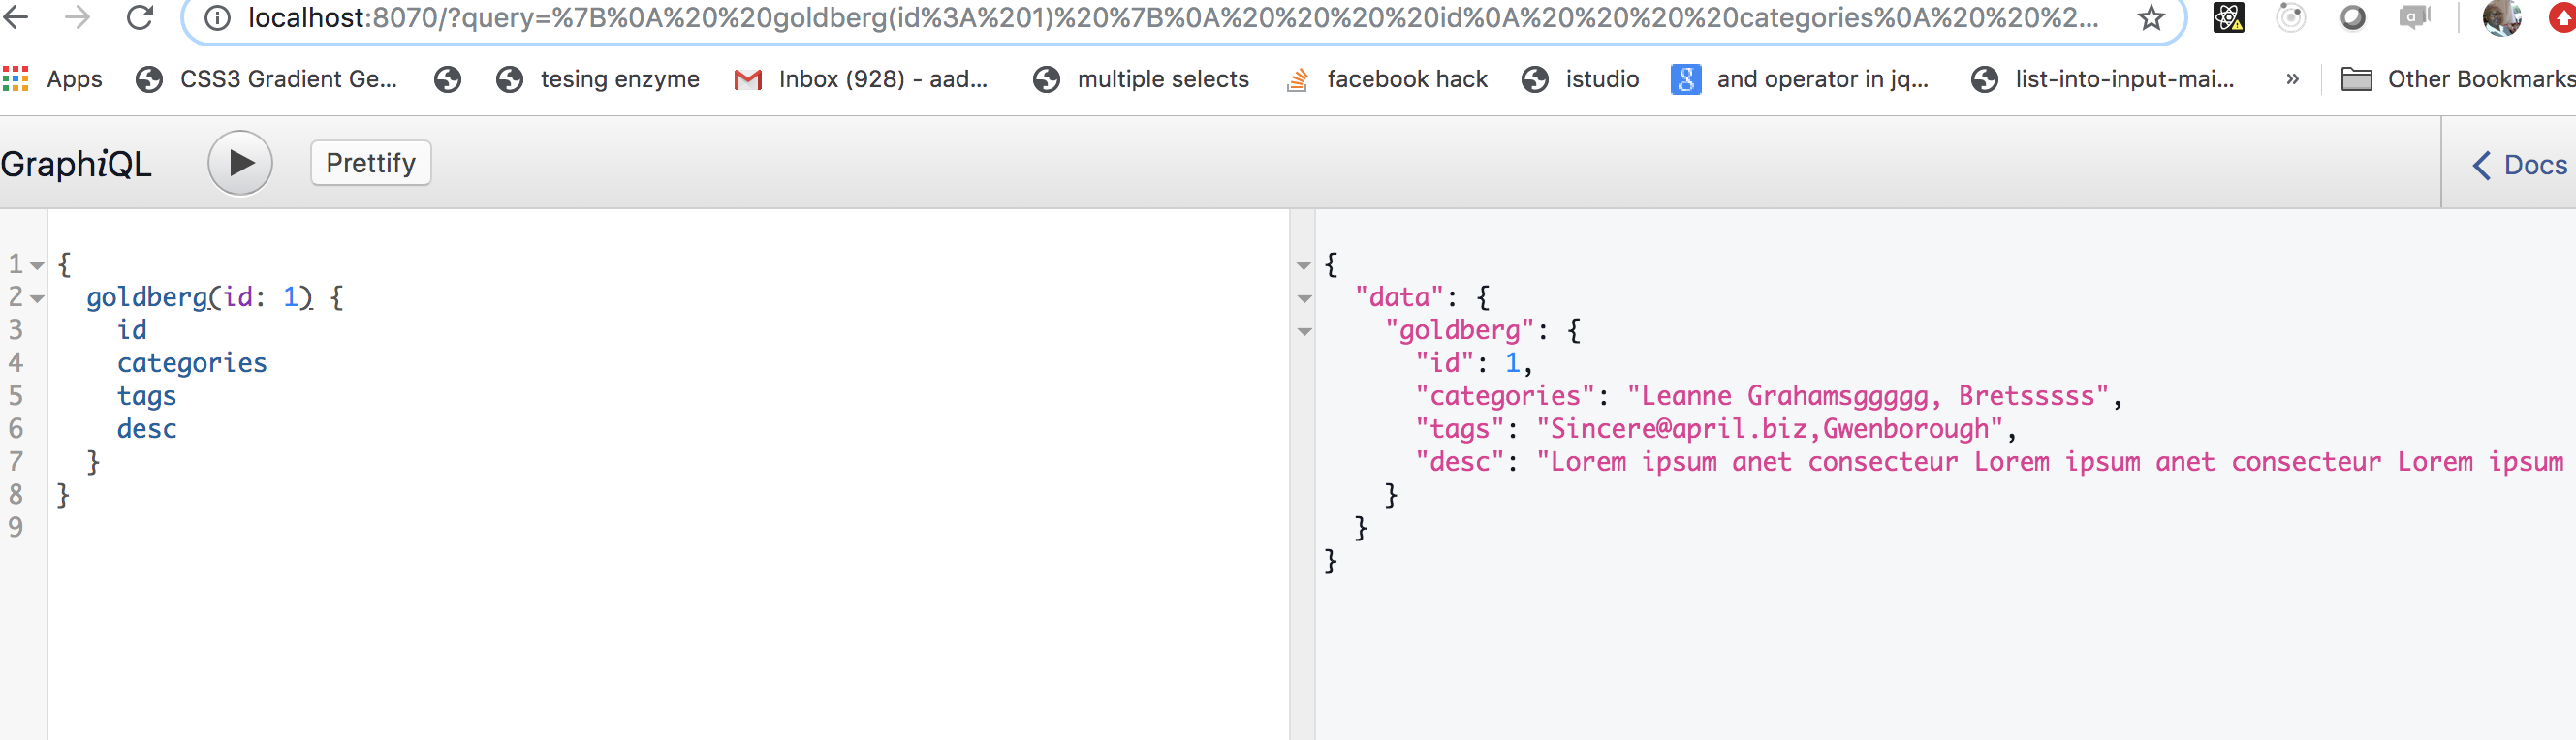 localhost:8070/?query=%7B%0A%20%20goldberg(id%3A%201)%20%7B%0A%20%20%20%20id%0A%20%20%20%20categories%0A%20%20%2...
Apps CSS3 Gradient Ge... tesing enzyme Inbox (928) - aad... multiple selects facebook hack istudio and operator in jq... list-into-input-mai... » Other Bookmarks
GraphiQL Prettify Docs
1 {
2 goldberg(id: 1) {
3 id
4 categories
5 tags
6 desc
7 }
8 }
9
{
"data": {
"goldberg": {
"id": 1,
"categories": "Leanne Grahamsggggg, Bretsssss",
"tags": "Sincere@april.biz,Gwenborough",
"desc": "Lorem ipsum anet consecteur Lorem ipsum anet consecteur Lorem ipsum
}
}
}